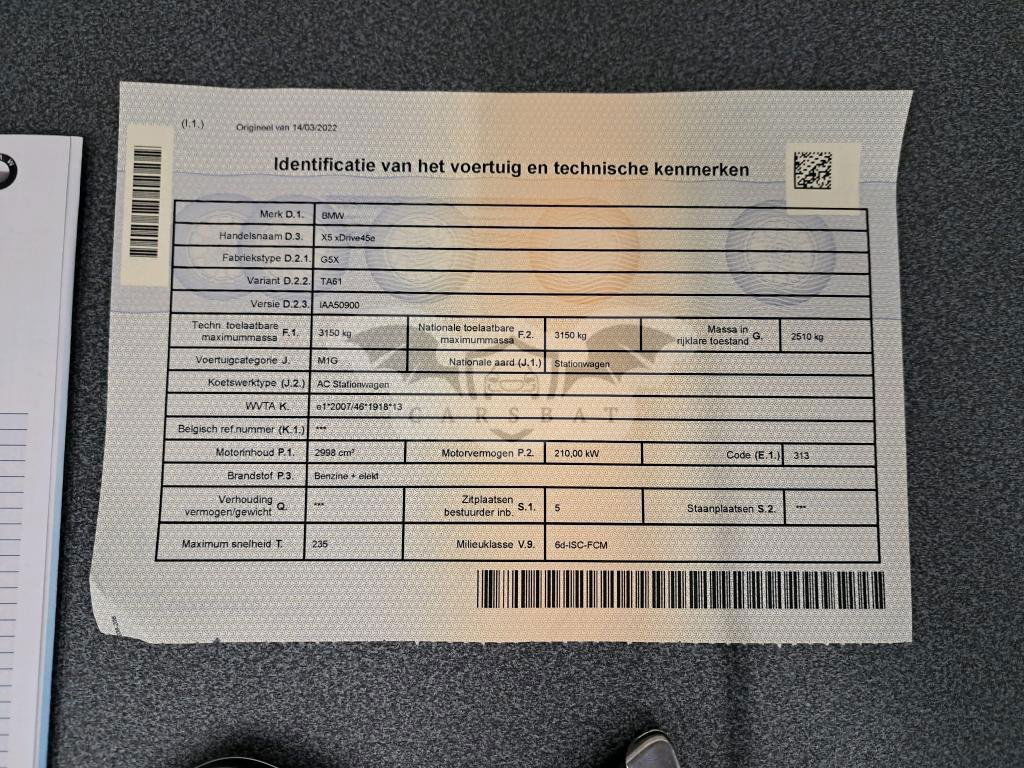 (I.1.) Origineel van 14/03/2022
Identificatie van het voertuig en technische kenmerken
Merk D.1. BMW
Handelsnaam D.3. X5 xDrive45e
Fabriekstype D.2.1. G5X
Variant D.2.2. TA61
Versie D.2.3. IAA50900
Techn. toelaatbare maximummassa F.1. 3150 kg Nationale toelaatbare maximummassa F.2. 3150 kg Massa in rijklare toestand G. 2510 kg
Voertuigcategorie J. M1G Nationale aard (J.1.) Stationwagen
Koetswerktype (J.2.) AC Stationwagen
WVTA K. e1*2007/46*1918*13
CARSBAT
Belgisch ref.nummer (K.1.) ***
Motorinhoud P.1. 2998 cm³ Motorvermogen P.2. 210,00 kW Code (E.1.) 313
Brandstof P.3. Benzine + elekt
Verhouding vermogen/gewicht Q. *** Zitplaatsen bestuurder inb. S.1. 5 Staanplaatsen S.2. ***
Maximum snelheid T. 235 Milieuklasse V.9. 6d-ISC-FCM